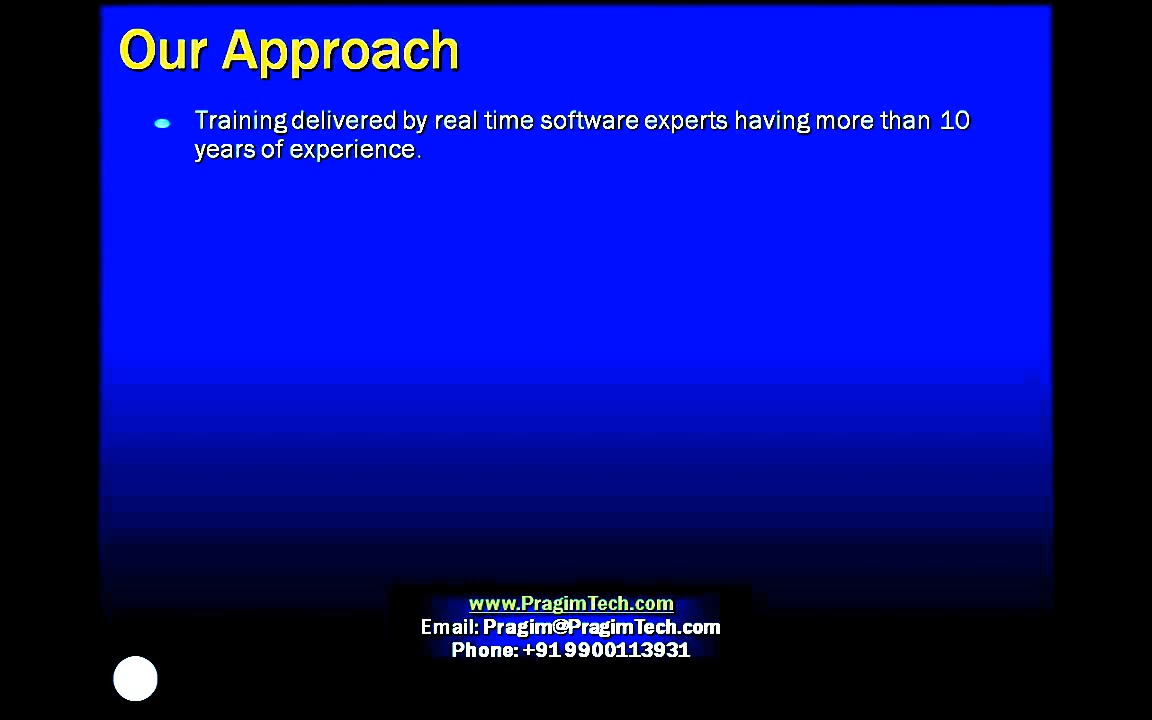 Our Approach
Training delivered by real time software experts having more than 10
years of experience.
www.PragimTech.com
Email: Pragim@PragimTech.com
Phone: +91 9900113931